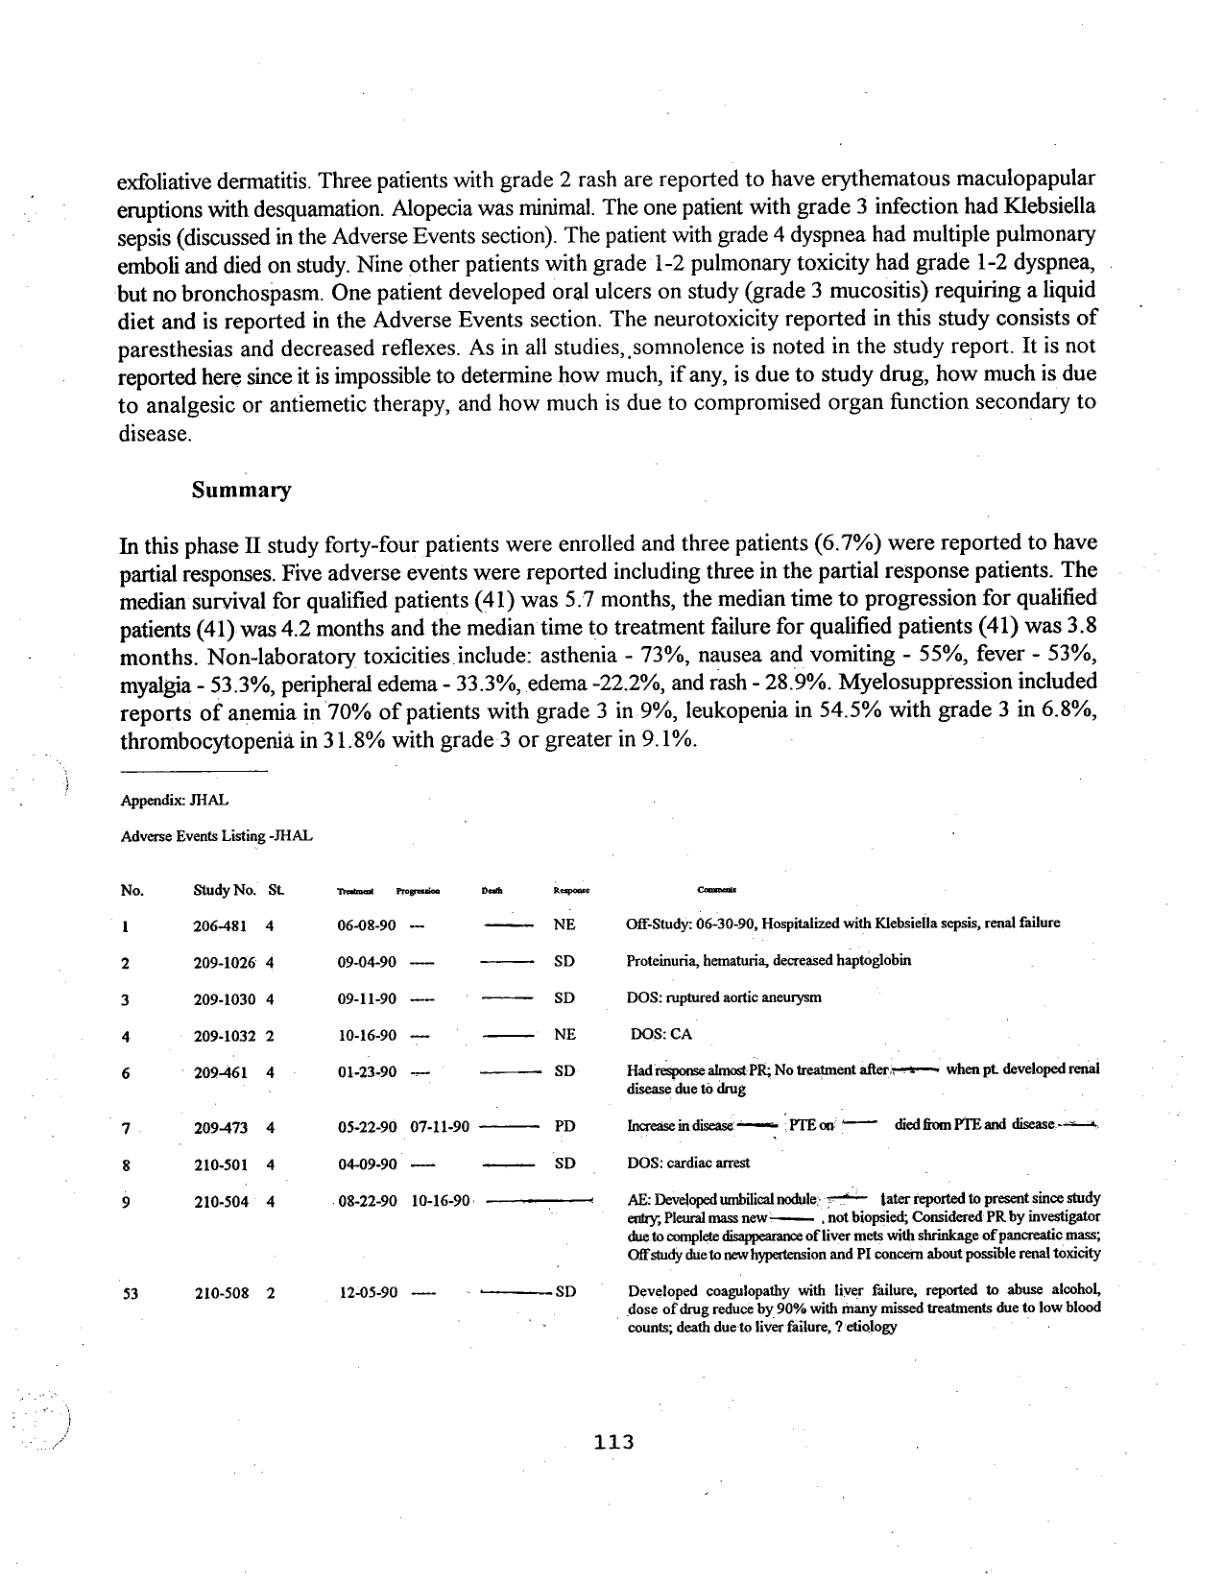 exfoliative dermatitis. Three patients with grade 2 rash are reported to have erythematous maculopapular
eruptions with desquamation. Alopecia was minimal. The one patient with grade 3 infection had Klebsiella
sepsis (discussed in the Adverse Events section). The patient with grade 4 dyspnea had multiple pulmonary
emboli and died on study. Nine other patients with grade 1-2 pulmonary toxicity had grade 1-2 dyspnea,
but no bronchospasm. One patient developed oral ulcers on study (grade 3 mucositis) requiring a liquid
diet and is reported in the Adverse Events section. The neurotoxicity reported in this study consists of
paresthesias and decreased reflexes. As in all studies, somnolence is noted in the study report. It is not
reported here since it is impossible to determine how much, if any, is due to study drug, how much is due
to analgesic or antiemetic therapy, and how much is due to compromised organ function secondary to
disease.
Summary
In this phase II study forty-four patients were enrolled and three patients (6.7%) were reported to have
partial responses. Five adverse events were reported including three in the partial response patients. The
median survival for qualified patients (41) was 5.7 months, the median time to progression for qualified
patients (41) was 4.2 months and the median time to treatment failure for qualified patients (41) was 3.8
months. Non-laboratory toxicities include: asthenia - 73%, nausea and vomiting - 55%, fever - 53%,
myalgia - 53.3%, peripheral edema - 33.3%, edema -22.2%, and rash - 28.9%. Myelosuppression included
reports of anemia in 70% of patients with grade 3 in 9%, leukopenia in 54.5% with grade 3 in 6.8%,
thrombocytopenia in 31.8% with grade 3 or greater in 9.1%.
Appendix: JHAL
Adverse Events Listing -JHAL
No. Study No. St. Treatment Progression Death Response Comments
1 206-481 4 06-08-90 --- NE Off-Study: 06-30-90, Hospitalized with Klebsiella sepsis, renal failure
2 209-1026 4 09-04-90 ---- SD Proteinuria, hematuria, decreased haptoglobin
3 209-1030 4 09-11-90 ---- SD DOS: ruptured aortic aneurysm
4 209-1032 2 10-16-90 --- NE DOS: CA
6 209-461 4 01-23-90 --- SD Had response almost PR; No treatment after when pt. developed renal
disease due to drug
7 209-473 4 05-22-90 07-11-90 PD Increase in disease PTE on died from PTE and disease
8 210-501 4 04-09-90 ---- SD DOS: cardiac arrest
9 210-504 4 08-22-90 10-16-90 AE: Developed umbilical nodule; later reported to present since study
entry; Pleural mass new , not biopsied; Considered PR by investigator
due to complete disappearance of liver mets with shrinkage of pancreatic mass;
Off study due to new hypertension and PI concern about possible renal toxicity
53 210-508 2 12-05-90 ---- SD Developed coagulopathy with liver failure, reported to abuse alcohol,
dose of drug reduce by 90% with many missed treatments due to low blood
counts; death due to liver failure, ? etiology
113